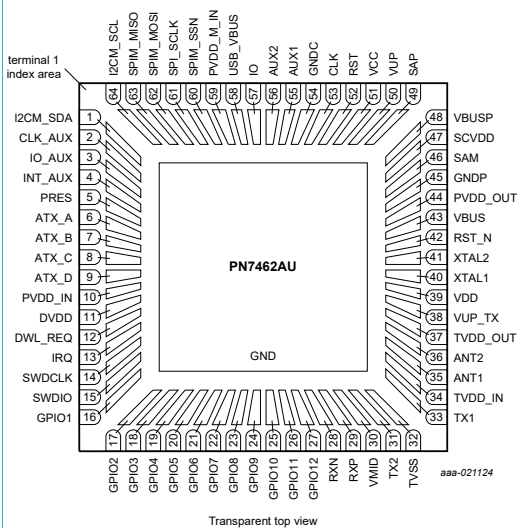 terminal 1
index area
I2CM_SCL
SPIM_MISO
SPIM_MOSI
SPI_SCLK
SPIM_SSN
PVDD_M_IN
USB_VBUS
IO
AUX2
AUX1
GNDC
CLK
RST
VCC
VUP
SAP
64 63 62 61 60 59 58 57 56 55 54 53 52 51 50 49
I2CM_SDA 1
CLK_AUX 2
IO_AUX 3
INT_AUX 4
PRES 5
ATX_A 6
ATX_B 7
ATX_C 8
ATX_D 9
PVDD_IN 10
DVDD 11
DWL_REQ 12
IRQ 13
SWDCLK 14
SWDIO 15
GPIO1 16
PN7462AU
GND
48 VBUSP
47 SCVDD
46 SAM
45 GNDP
44 PVDD_OUT
43 VBUS
42 RST_N
41 XTAL2
40 XTAL1
39 VDD
38 VUP_TX
37 TVDD_OUT
36 ANT2
35 ANT1
34 TVDD_IN
33 TX1
17 18 19 20 21 22 23 24 25 26 27 28 29 30 31 32
GPIO2
GPIO3
GPIO4
GPIO5
GPIO6
GPIO7
GPIO8
GPIO9
GPIO10
GPIO11
GPIO12
RXN
RXP
VMID
TX2
TVSS
aaa-021124
Transparent top view